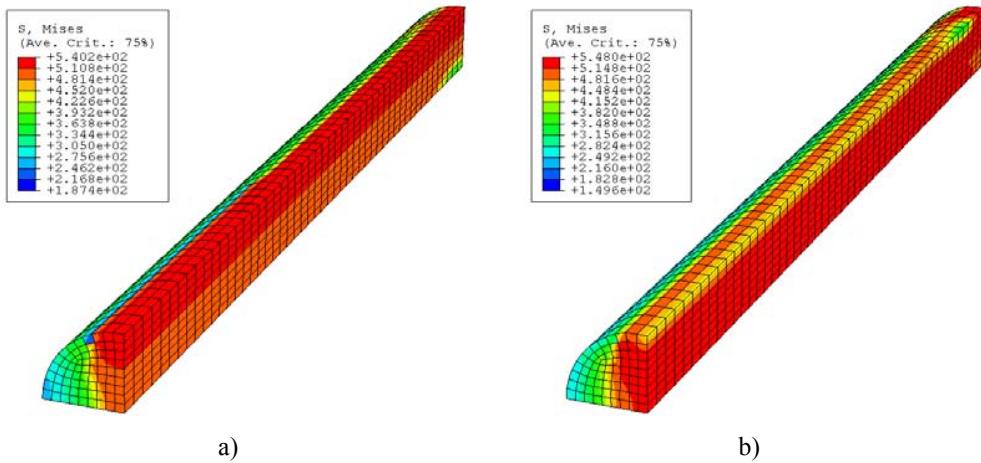 S, Mises
(Ave. Crit.: 75%)
+5.402e+02
+5.108e+02
+4.814e+02
+4.520e+02
+4.226e+02
+3.932e+02
+3.638e+02
+3.344e+02
+3.050e+02
+2.756e+02
+2.462e+02
+2.168e+02
+1.874e+02
S, Mises
(Ave. Crit.: 75%)
+5.480e+02
+5.148e+02
+4.816e+02
+4.484e+02
+4.152e+02
+3.820e+02
+3.488e+02
+3.156e+02
+2.824e+02
+2.492e+02
+2.160e+02
+1.828e+02
+1.496e+02
a)
b)